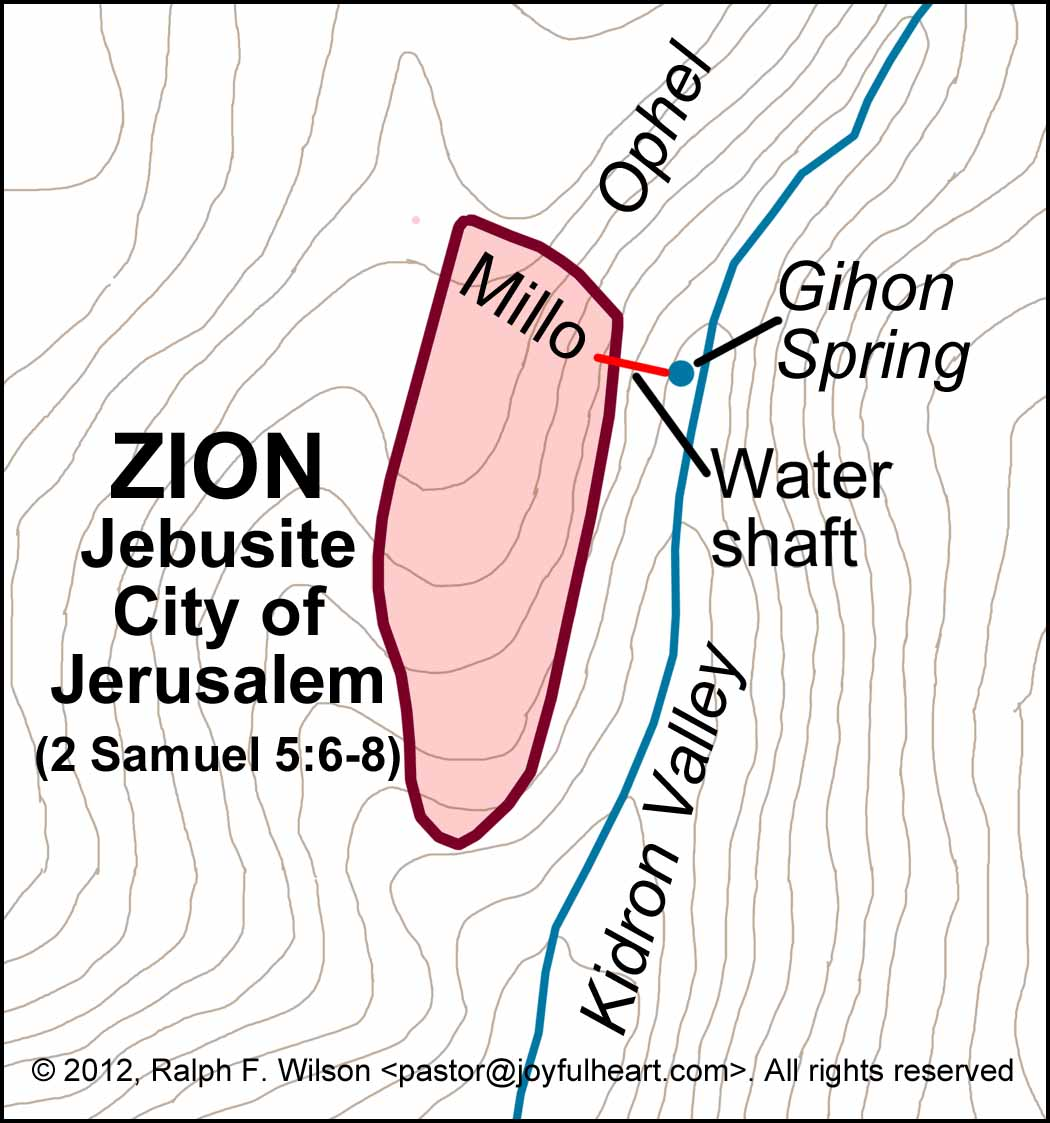 Ophel
Millo
Gihon
Spring
Water
shaft
ZION
Jebusite
City of
Jerusalem
(2 Samuel 5:6-8)
Kidron Valley
© 2012, Ralph F. Wilson <pastor@joyfulheart.com>. All rights reserved